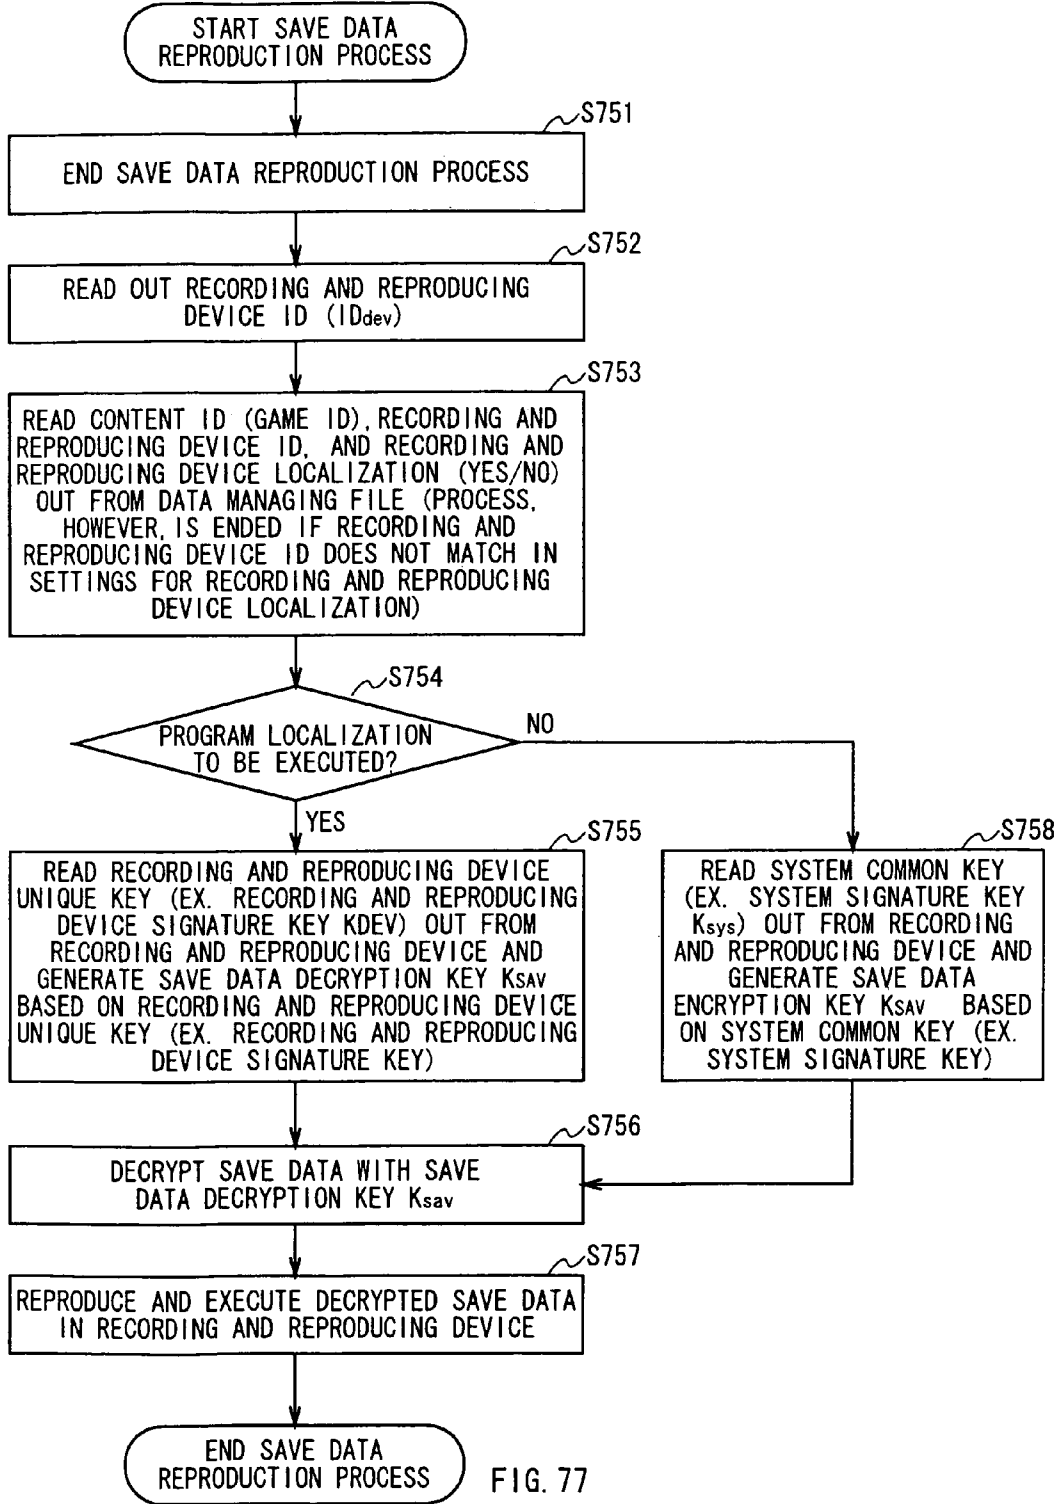 START SAVE DATA
REPRODUCTION PROCESS
S751
END SAVE DATA REPRODUCTION PROCESS
S752
READ OUT RECORDING AND REPRODUCING
DEVICE ID (IDdev)
S753
READ CONTENT ID (GAME ID), RECORDING AND
REPRODUCING DEVICE ID, AND RECORDING AND
REPRODUCING DEVICE LOCALIZATION (YES/NO)
OUT FROM DATA MANAGING FILE (PROCESS,
HOWEVER, IS ENDED IF RECORDING AND
REPRODUCING DEVICE ID DOES NOT MATCH IN
SETTINGS FOR RECORDING AND REPRODUCING
DEVICE LOCALIZATION)
S754
PROGRAM LOCALIZATION
TO BE EXECUTED?
NO
YES
S755
READ RECORDING AND REPRODUCING DEVICE
UNIQUE KEY (EX. RECORDING AND REPRODUCING
DEVICE SIGNATURE KEY KDEV) OUT FROM
RECORDING AND REPRODUCING DEVICE AND
GENERATE SAVE DATA DECRYPTION KEY KSAV
BASED ON RECORDING AND REPRODUCING DEVICE
UNIQUE KEY (EX. RECORDING AND REPRODUCING
DEVICE SIGNATURE KEY)
S758
READ SYSTEM COMMON KEY
(EX. SYSTEM SIGNATURE KEY
Ksys) OUT FROM RECORDING
AND REPRODUCING DEVICE AND
GENERATE SAVE DATA
ENCRYPTION KEY KSAV BASED
ON SYSTEM COMMON KEY (EX.
SYSTEM SIGNATURE KEY)
S756
DECRYPT SAVE DATA WITH SAVE
DATA DECRYPTION KEY Ksav
S757
REPRODUCE AND EXECUTE DECRYPTED SAVE DATA
IN RECORDING AND REPRODUCING DEVICE
END SAVE DATA
REPRODUCTION PROCESS
FIG. 77